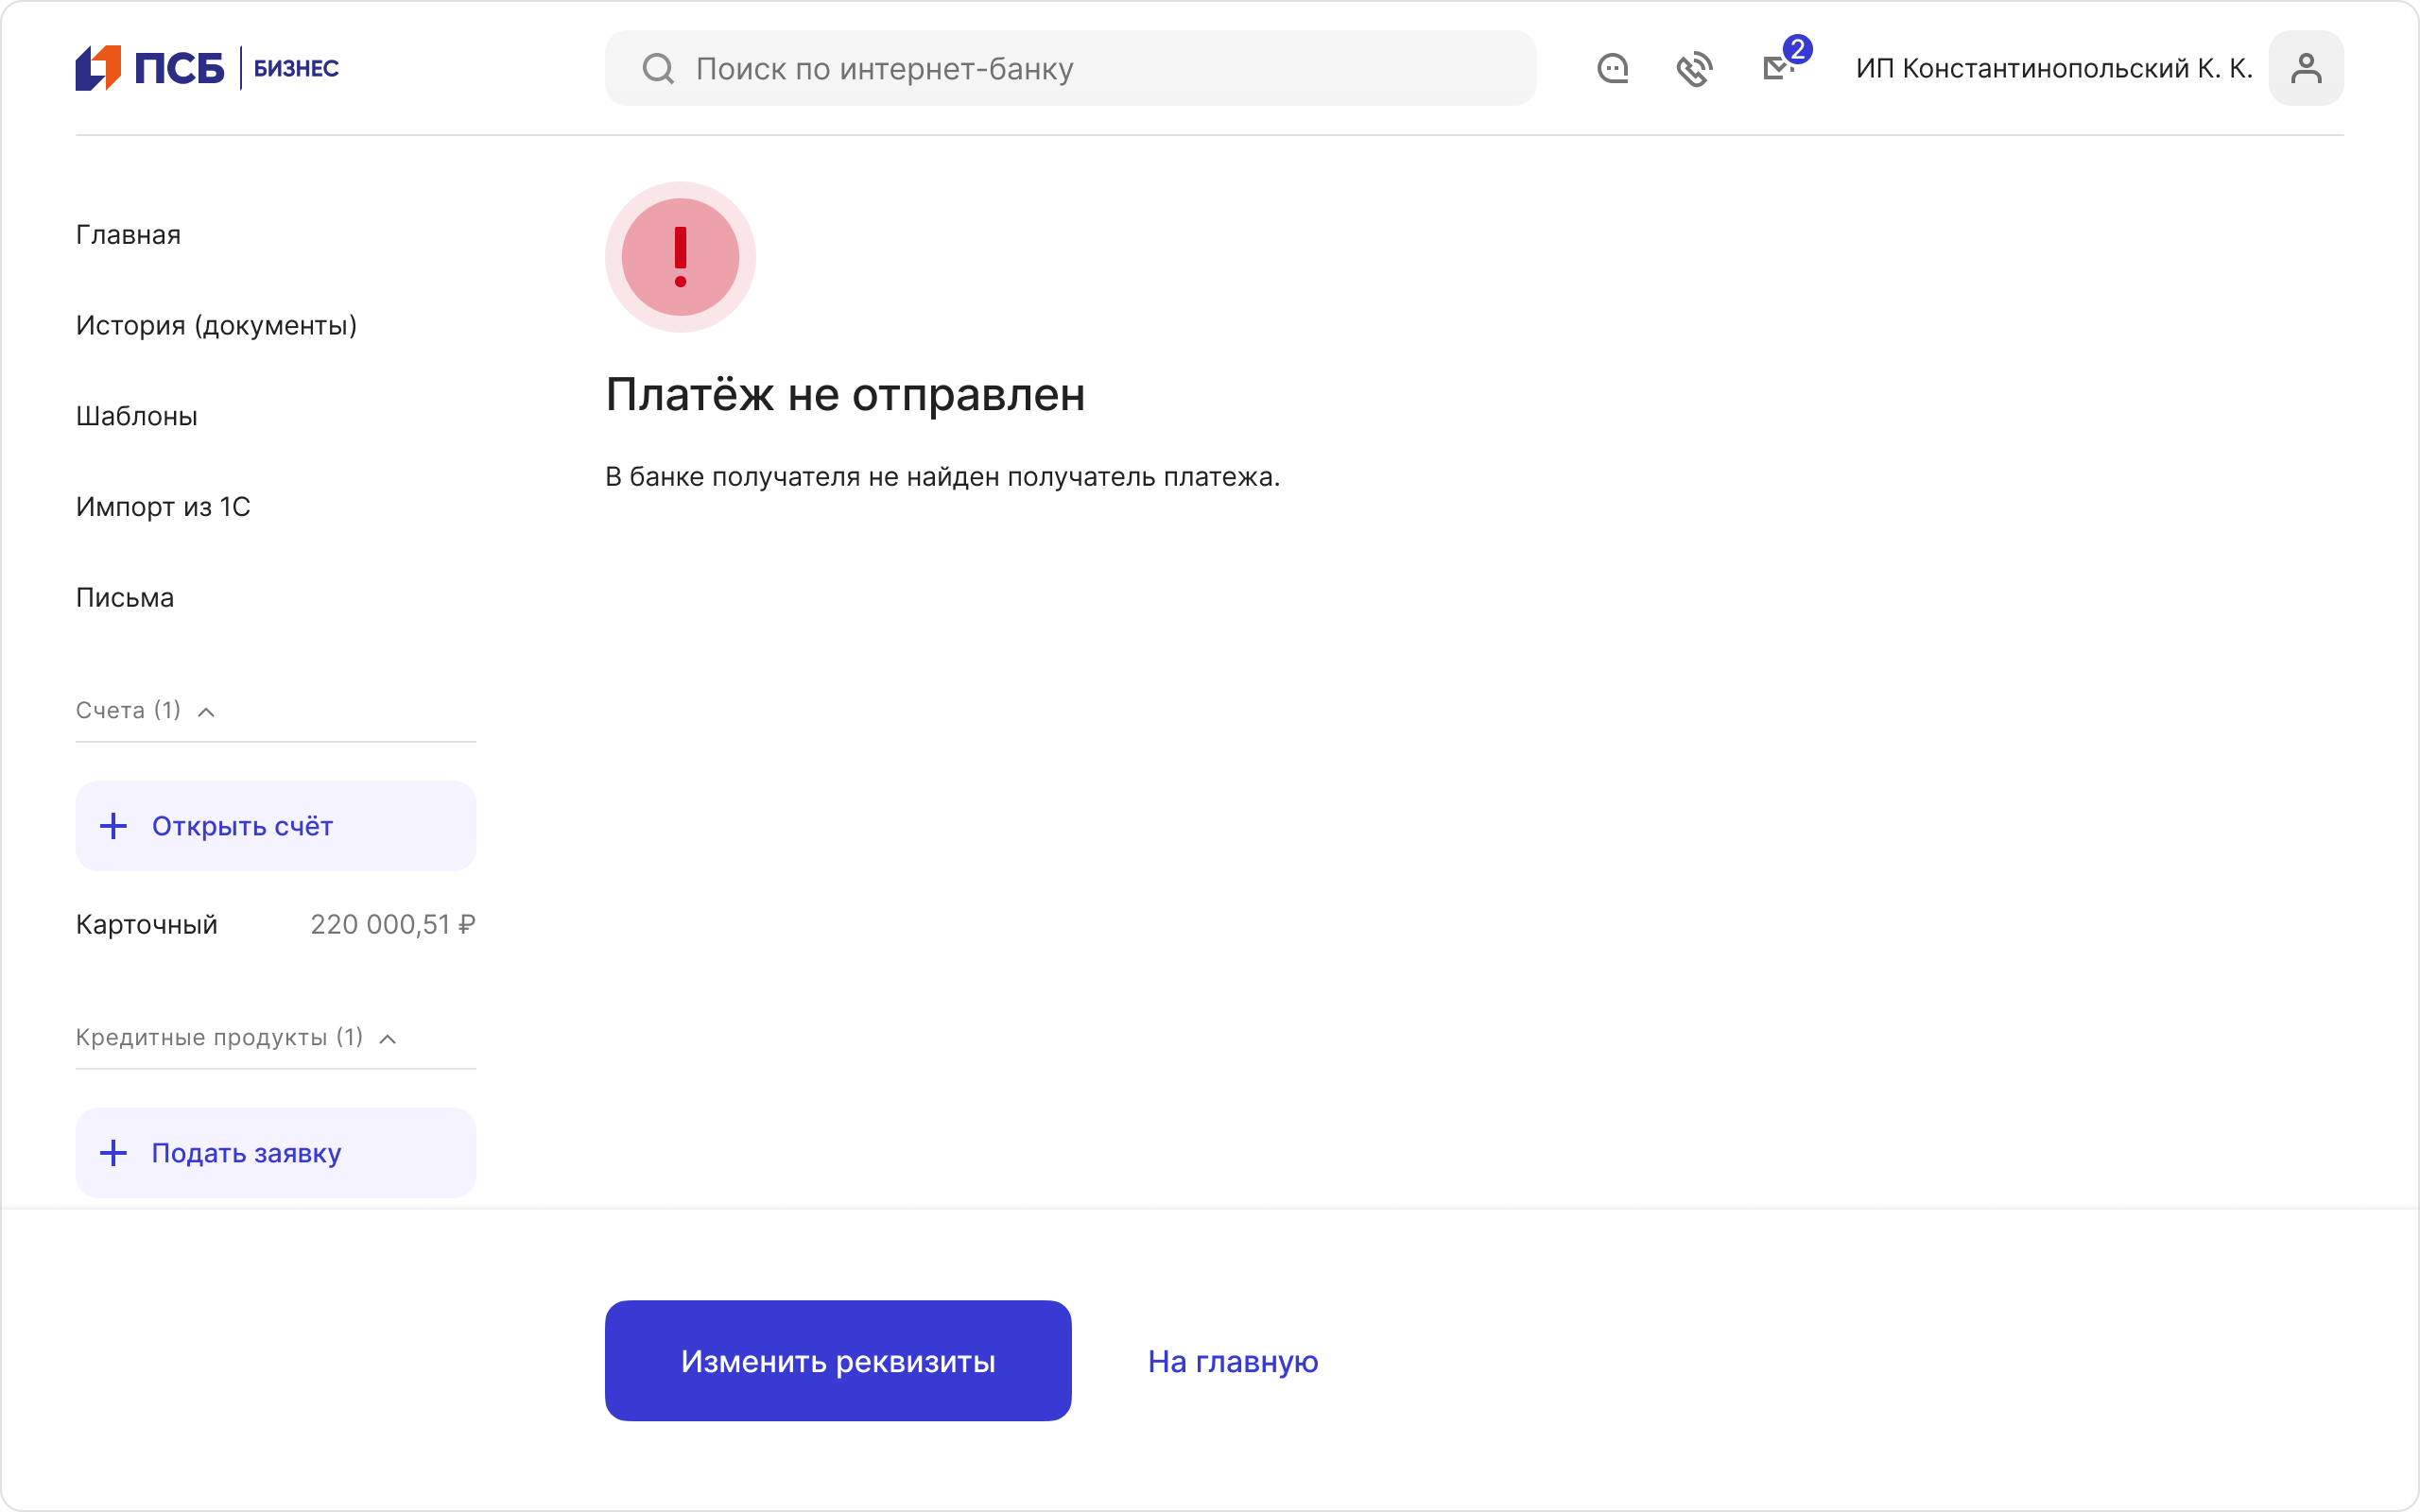 ПСБ БИЗНЕС
Поиск по интернет-банку
2
ИП Константинопольский К. К.
Главная
История (документы)
Шаблоны
Импорт из 1С
Письма
Счета (1)
Открыть счёт
Карточный 220 000,51 ₽
Кредитные продукты (1)
Подать заявку
Платёж не отправлен
В банке получателя не найден получатель платежа.
Изменить реквизиты
На главную